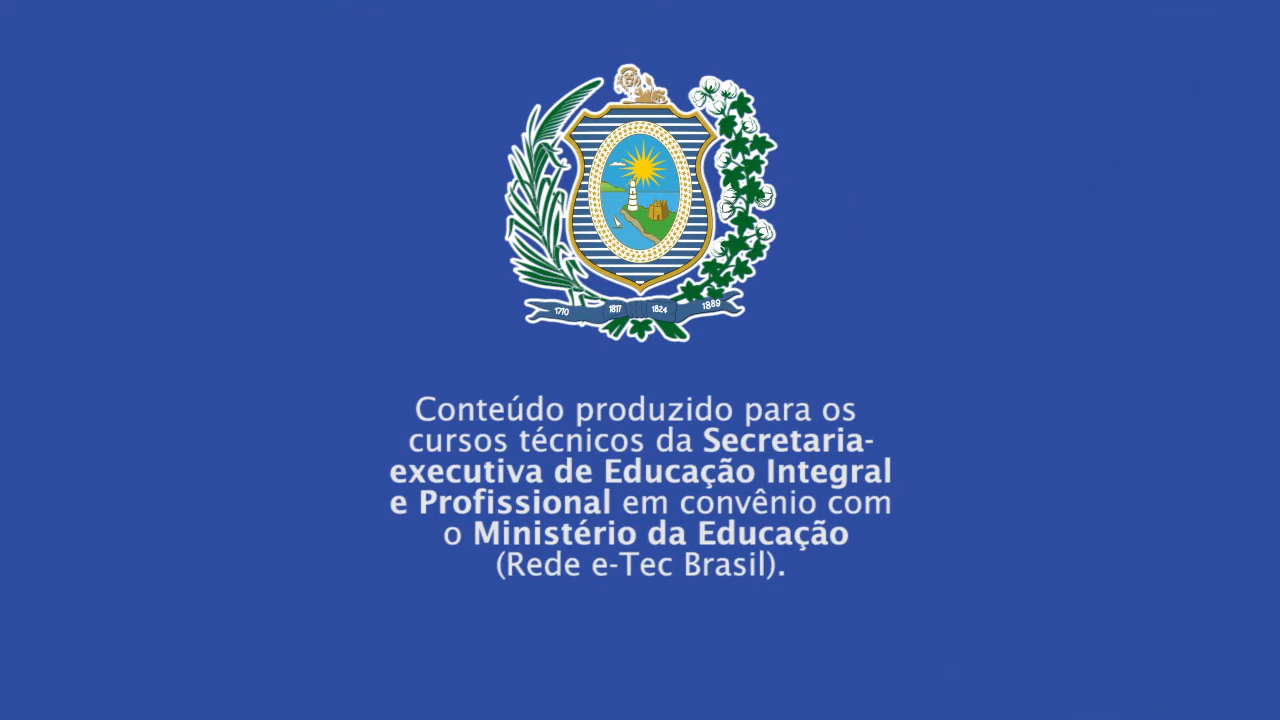 1710 1817 1824 1889
Conteúdo produzido para os
cursos técnicos da Secretaria-
executiva de Educação Integral
e Profissional em convênio com
o Ministério da Educação
(Rede e-Tec Brasil).